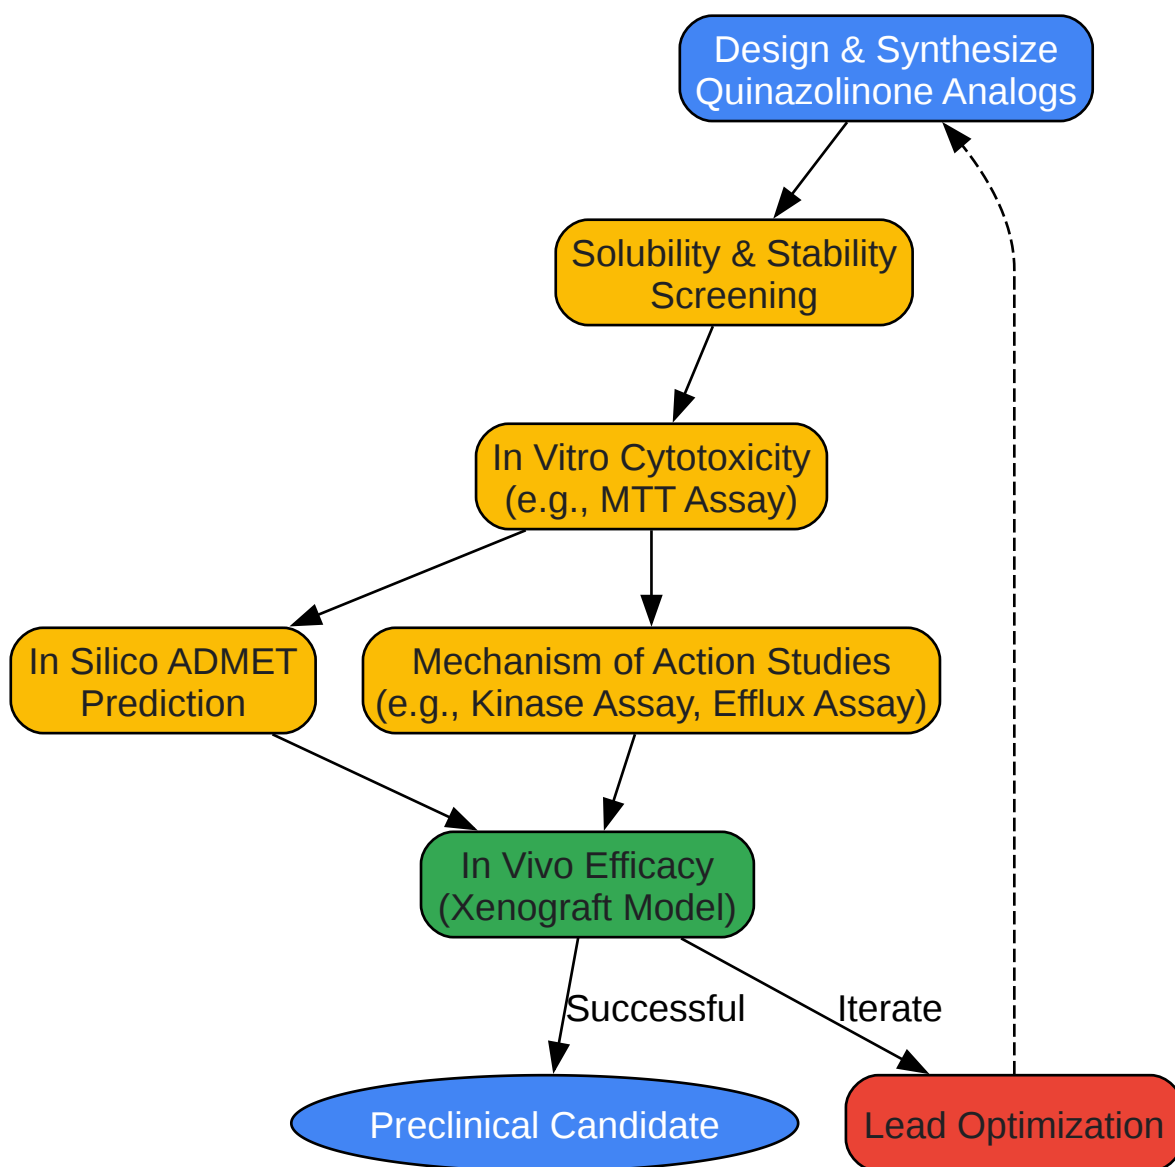 Design & Synthesize
Quinazolinone Analogs
Solubility & Stability
Screening
In Vitro Cytotoxicity
(e.g., MTT Assay)
In Silico ADMET
Prediction
Mechanism of Action Studies
(e.g., Kinase Assay, Efflux Assay)
In Vivo Efficacy
(Xenograft Model)
Successful
Iterate
Preclinical Candidate
Lead Optimization